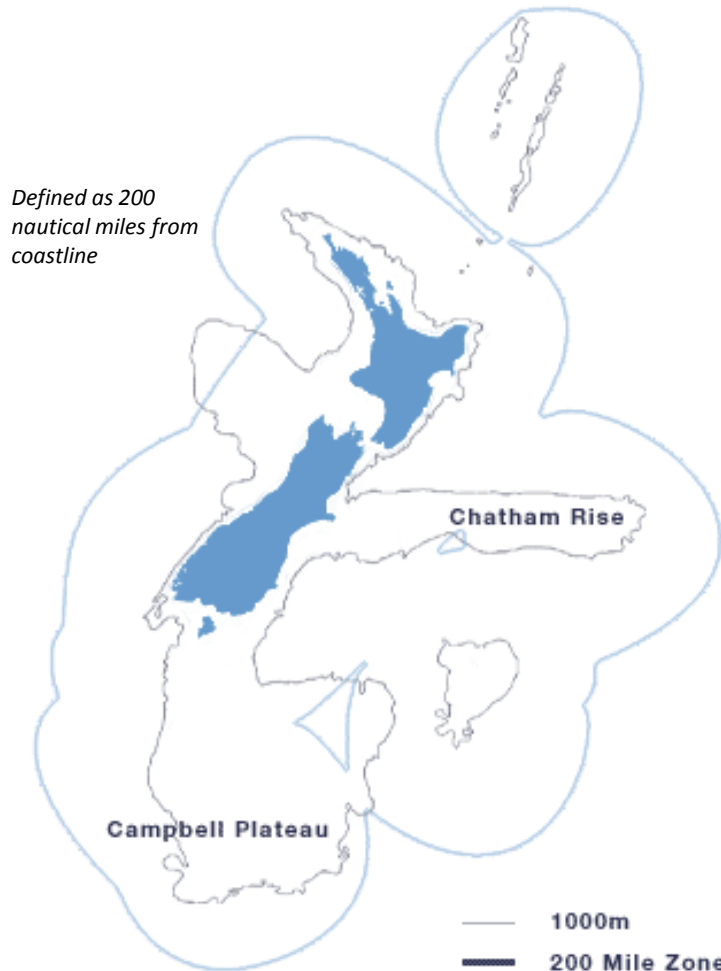 Defined as 200
nautical miles from
coastline
Chatham Rise
Campbell Plateau
1000m
200 Mile Zone